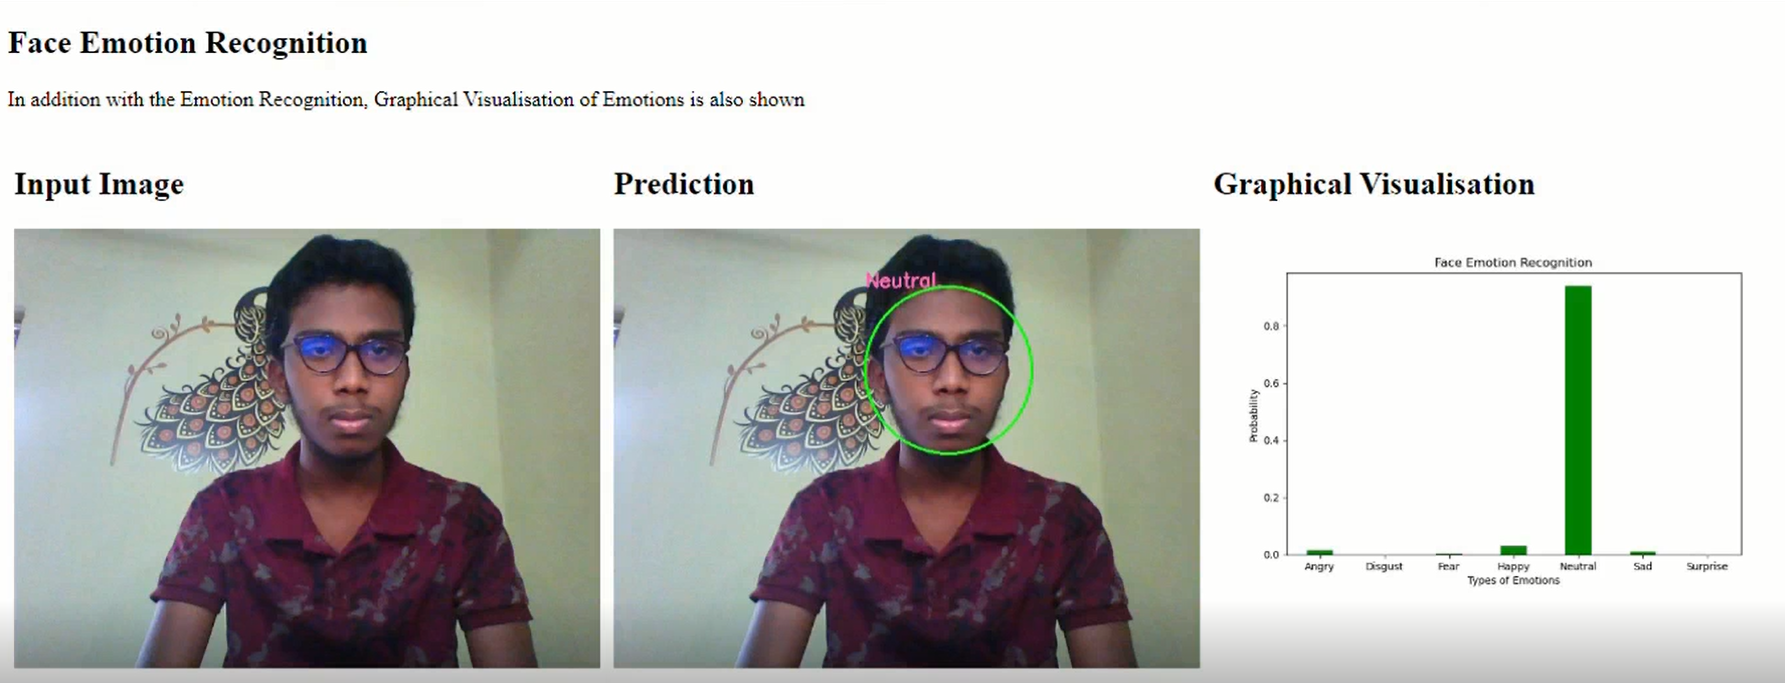 Face Emotion Recognition
In addition with the Emotion Recognition, Graphical Visualisation of Emotions is also shown
Input Image
Prediction
Graphical Visualisation
Neutral
Face Emotion Recognition
Probability
0.8
0.6
0.4
0.2
0.0
Angry Disgust Fear Happy Neutral Sad Surprise
Types of Emotions